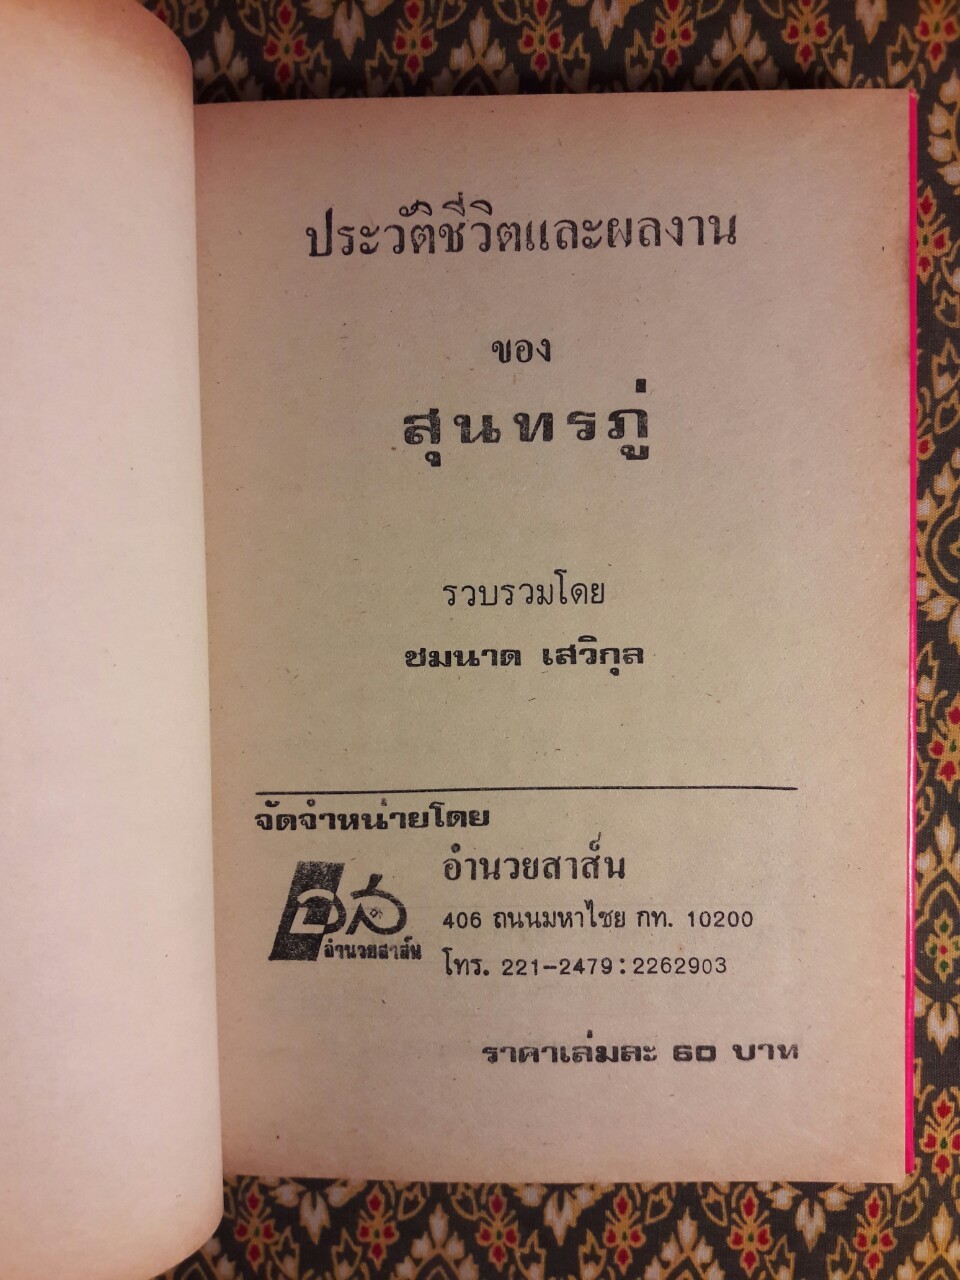 ประวัติชีวิตและผลงาน
ของ
สุนทรภู่
รวบรวมโดย
ชมนาด เสวิกุล
จัดจำหน่ายโดย
อำนวยสาส์น
406 ถนนมหาไชย กท. 10200
โทร. 221-2479:2262903
อส
อำนวยสาส์น
ราคาเล่มละ 60 บาท